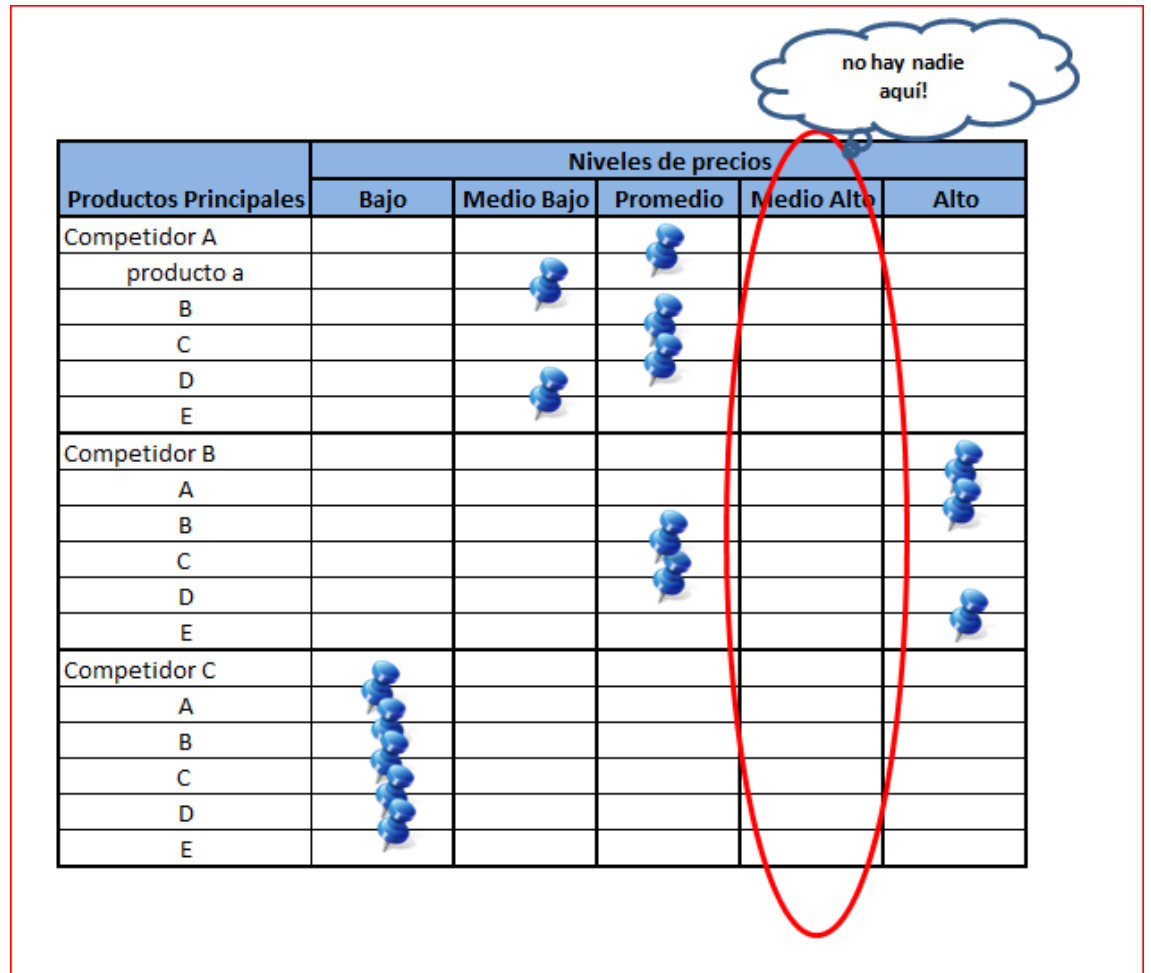 no hay nadie
aquí!
Niveles de precios
Productos Principales Bajo Medio Bajo Promedio Medio Alto Alto
Competidor A
producto a
B
C
D
E
Competidor B
A
B
C
D
E
Competidor C
A
B
C
D
E